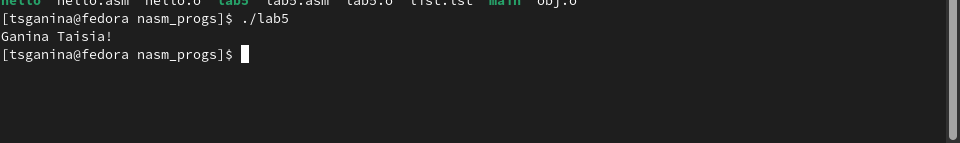 hello hello.asm hello.o lab5 lab5.asm lab5.o list.lst main obj.o
[tsganina@fedora nasm_progs]$ ./lab5
Ganina Taisia!
[tsganina@fedora nasm_progs]$